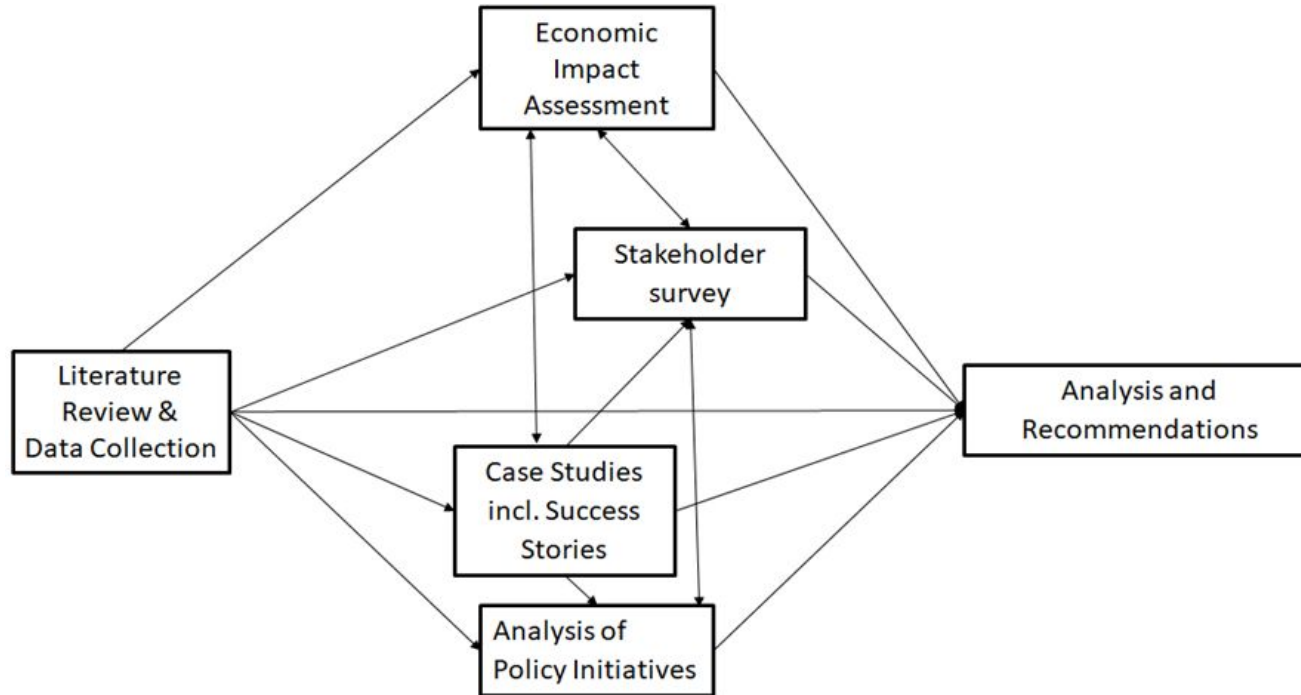 Economic
Impact
Assessment
Stakeholder
survey
Literature
Review &
Data Collection
Analysis and
Recommendations
Case Studies
incl. Success
Stories
Analysis of
Policy Initiatives